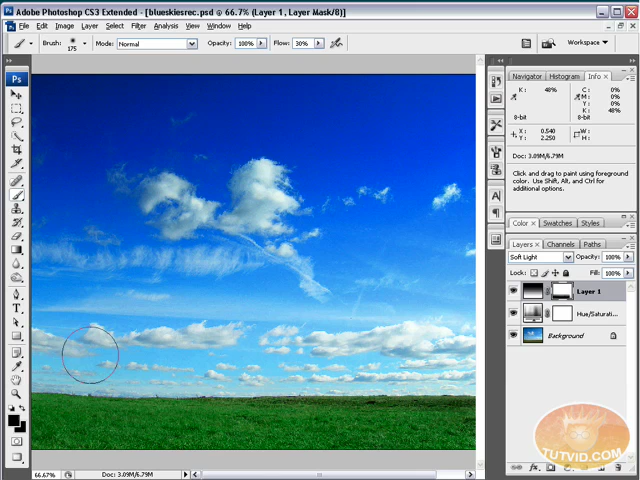 Adobe Photoshop CS3 Extended - [blueskiesrec.psd @ 66.7% (Layer 1, Layer Mask/8)]
File Edit Image Layer Select Filter Analysis View Window Help
Brush: 175 Mode: Normal Opacity: 100% Flow: 30% Workspace
Ps
Navigator Histogram Info
K: 48% C: 0%
M: 0%
Y: 0%
K: 48%
8-bit 8-bit
X: 0.540 W:
Y: 2.250 H:
Doc: 3.09M/6.79M
Click and drag to paint using foreground
color. Use Shift, Alt, and Ctrl for
additional options.
Color Swatches Styles
Layers Channels Paths
Soft Light Opacity: 100%
Lock: Fill: 100%
Layer 1
Hue/Saturati...
Background
TUTVID.COM
66.67% Doc: 3.09M/6.79M